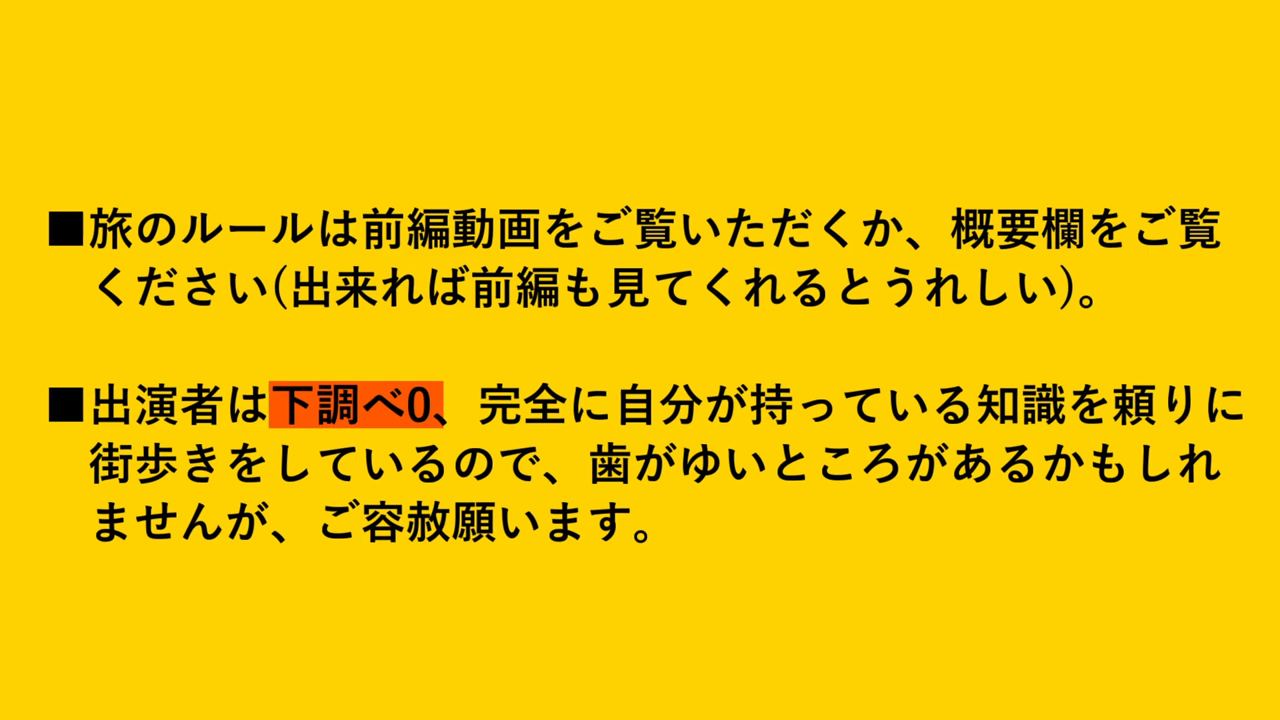 ■旅のルールは前編動画をご覧いただくか、概要欄をご覧
ください(出来れば前編も見てくれるとうれしい)。
■出演者は下調べ0、完全に自分が持っている知識を頼りに
街歩きをしているので、歯がゆいところがあるかもしれ
ませんが、ご容赦願います。